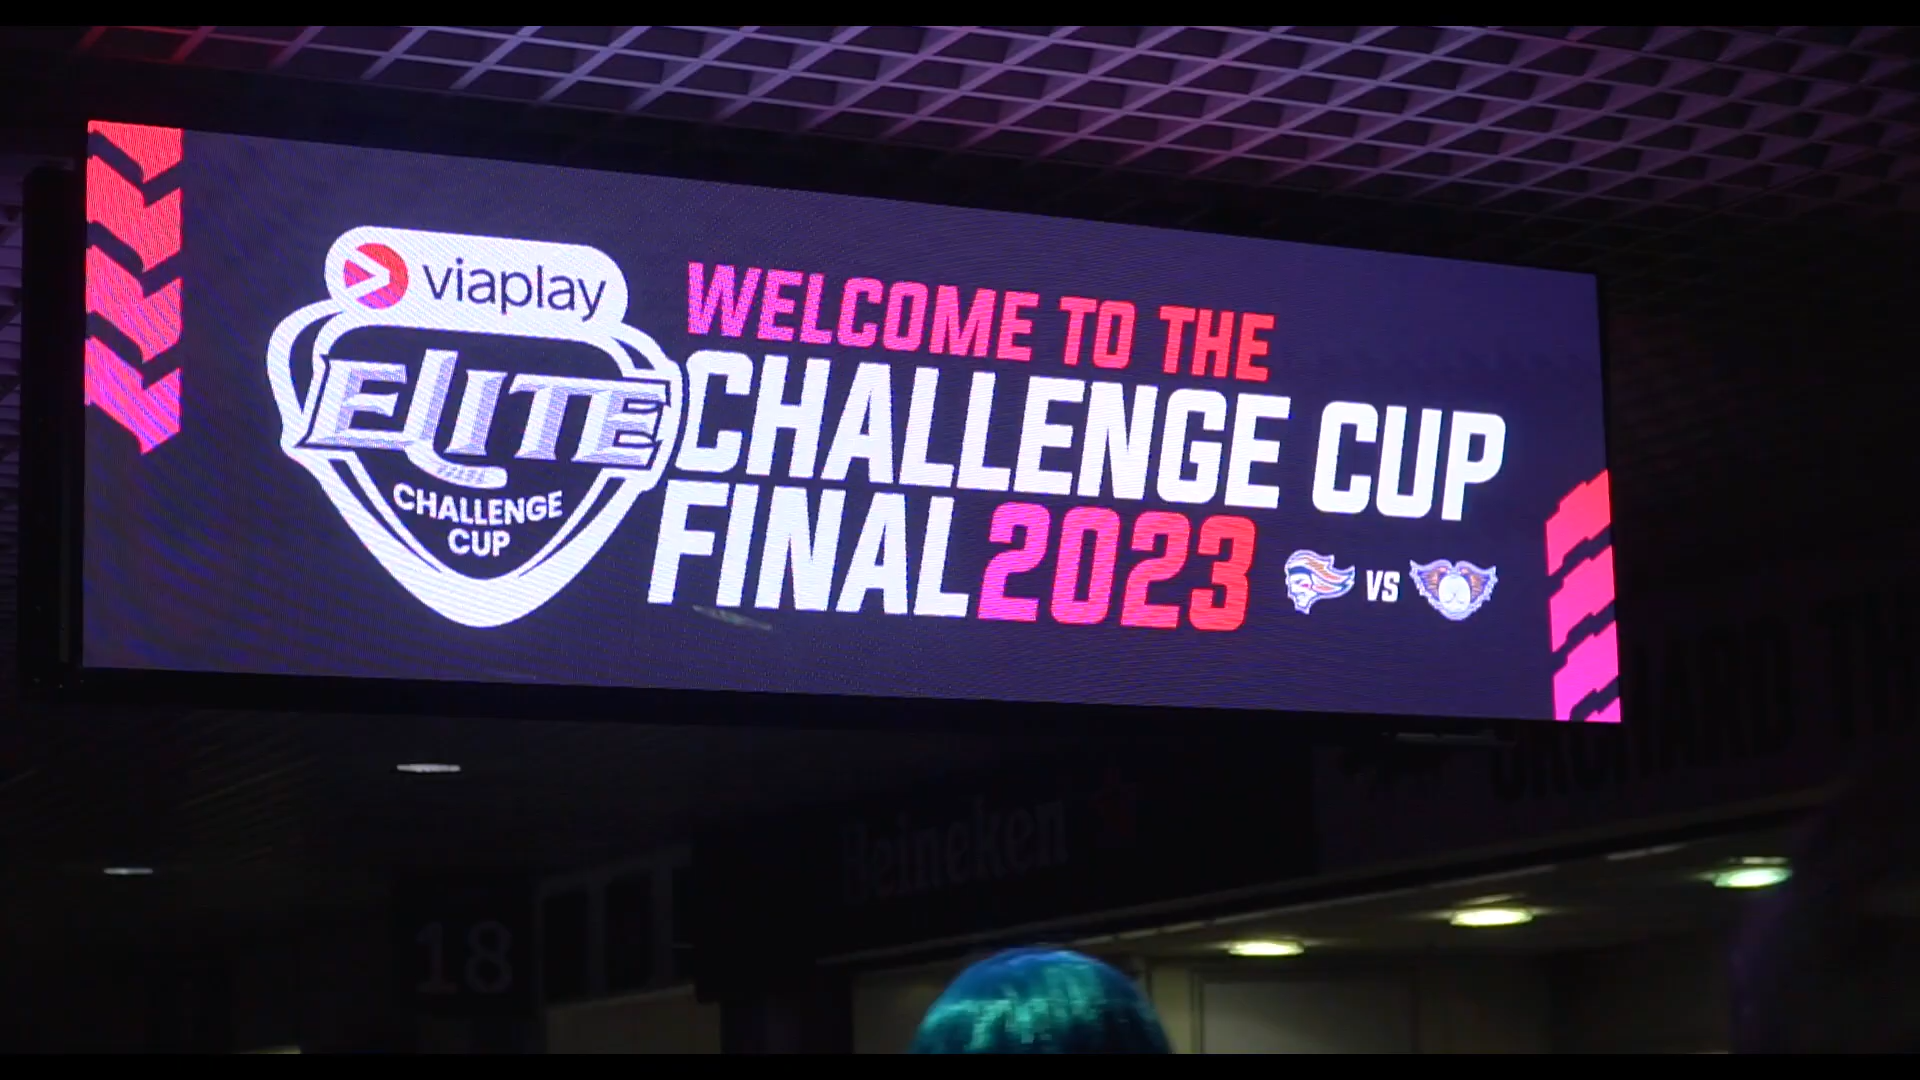 viaplay
ELITE
CHALLENGE
CUP
WELCOME TO THE
CHALLENGE CUP
FINAL 2023
VS
Heineken
18